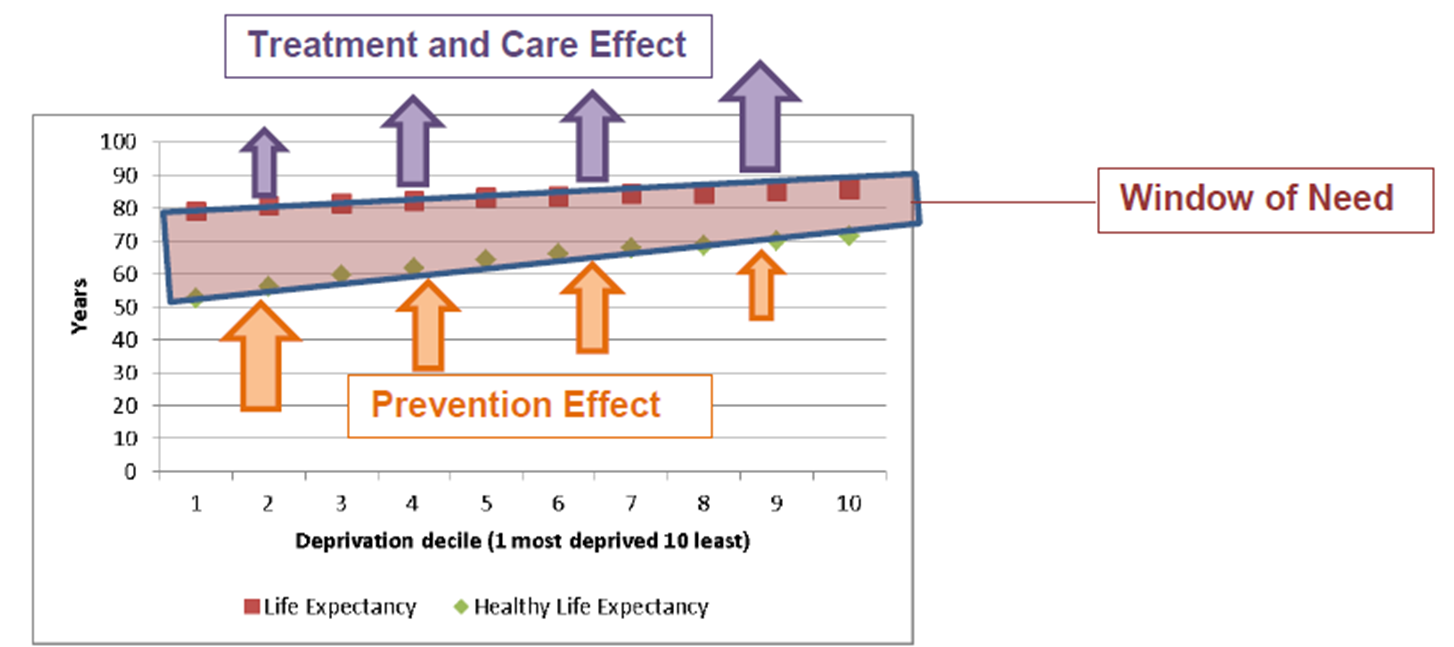 Treatment and Care Effect
Window of Need
Prevention Effect
Years
100
90
80
70
60
50
40
30
20
10
0
1 2 3 4 5 6 7 8 9 10
Deprivation decile (1 most deprived 10 least)
Life Expectancy Healthy Life Expectancy